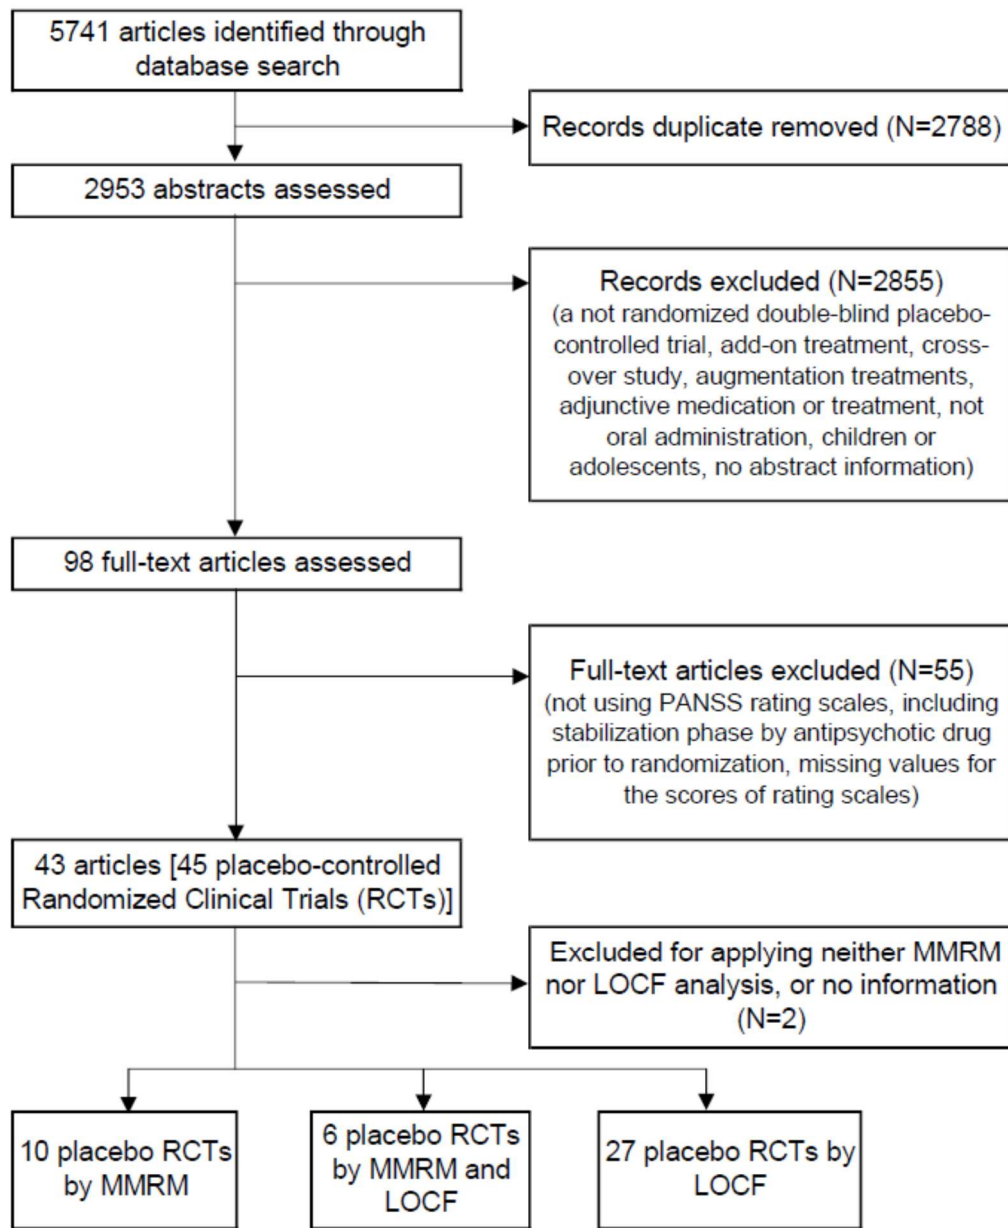 5741 articles identified through
database search
Records duplicate removed (N=2788)
2953 abstracts assessed
Records excluded (N=2855)
(a not randomized double-blind placebo-
controlled trial, add-on treatment, cross-
over study, augmentation treatments,
adjunctive medication or treatment, not
oral administration, children or
adolescents, no abstract information)
98 full-text articles assessed
Full-text articles excluded (N=55)
(not using PANSS rating scales, including
stabilization phase by antipsychotic drug
prior to randomization, missing values for
the scores of rating scales)
43 articles [45 placebo-controlled
Randomized Clinical Trials (RCTs)]
Excluded for applying neither MMRM
nor LOCF analysis, or no information
(N=2)
10 placebo RCTs
by MMRM
6 placebo RCTs
by MMRM and
LOCF
27 placebo RCTs by
LOCF